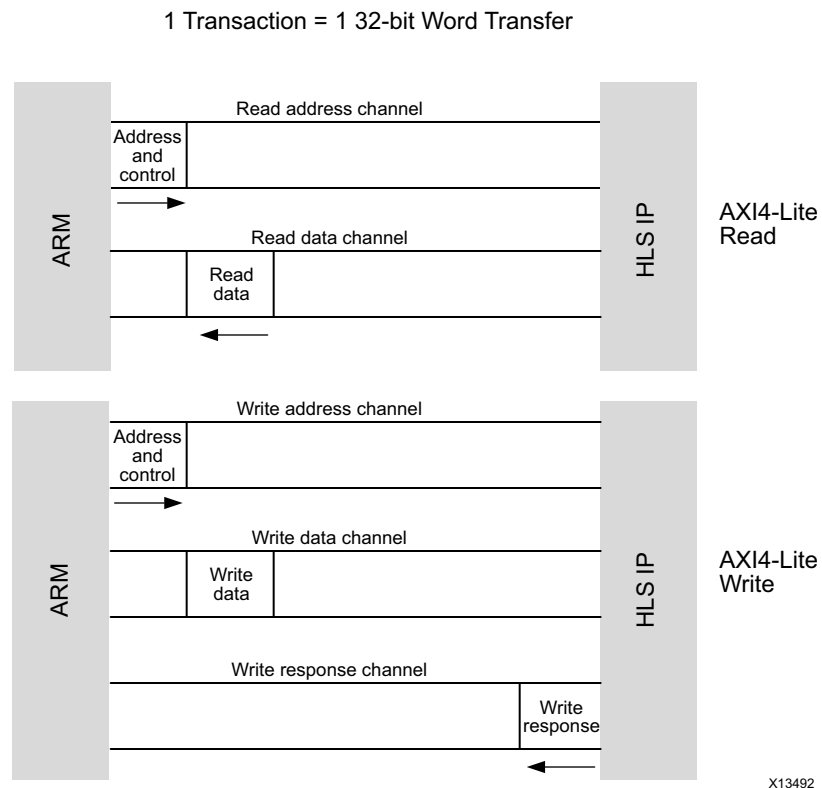 1 Transaction = 1 32-bit Word Transfer
Read address channel
Address
and
control
ARM
Read data channel
Read
data
HLS IP
AXI4-Lite
Read
Write address channel
Address
and
control
ARM
Write data channel
Write
data
HLS IP
AXI4-Lite
Write
Write response channel
Write
response
X13492